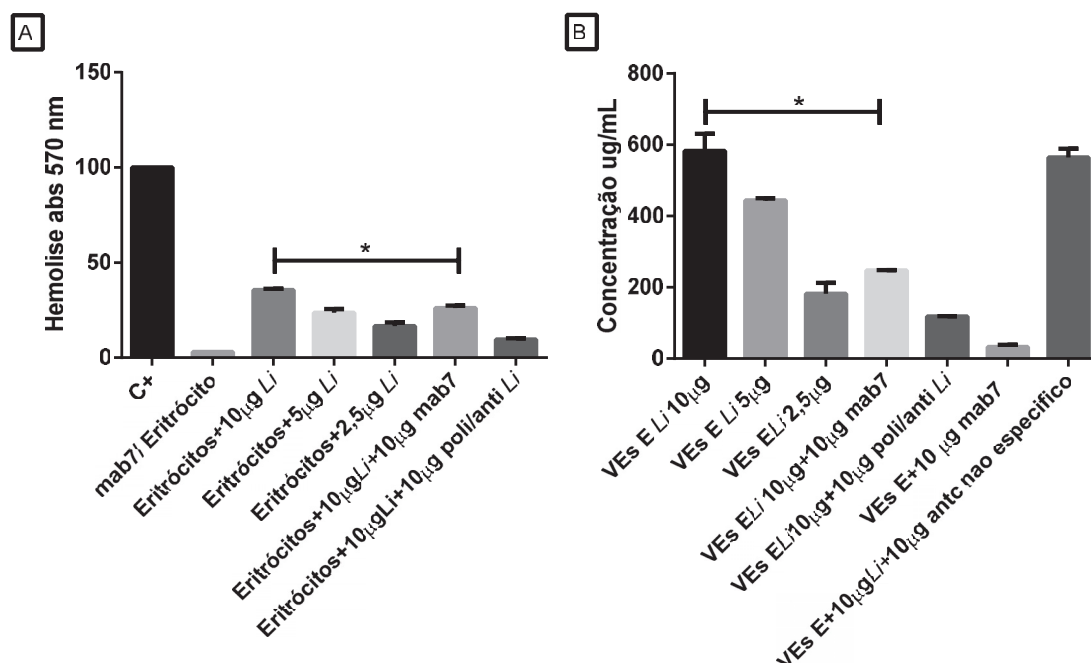 A
Hemolise abs 570 nm
150
100
50
0
*
C+
mab7/ Eritrócito
Eritrócitos+10µg Li
Eritrócitos+5µg Li
Eritrócitos+2,5µg Li
Eritrócitos+10µgLi+10µg mab7
Eritrócitos+10µgLi+10µg poli/anti Li
B
Concentração ug/mL
800
600
400
200
0
*
VEs E Li 10µg
VEs E Li 5µg
VEs ELi 2,5µg
VEs ELi 10µg+10µg mab7
VEs ELi10µg+10µg poli/anti Li
VEs E+10 µg mab7
VEs E+10µgLi+10µg antc nao especifico